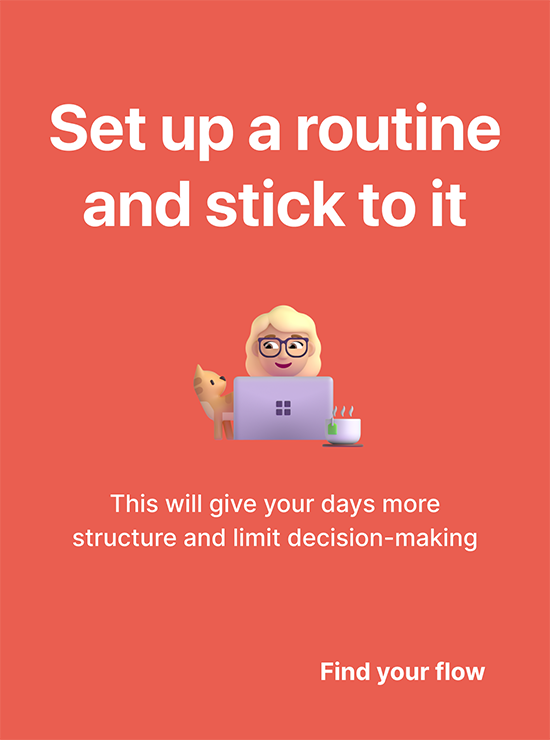 Set up a routine
and stick to it
This will give your days more
structure and limit decision-making
Find your flow